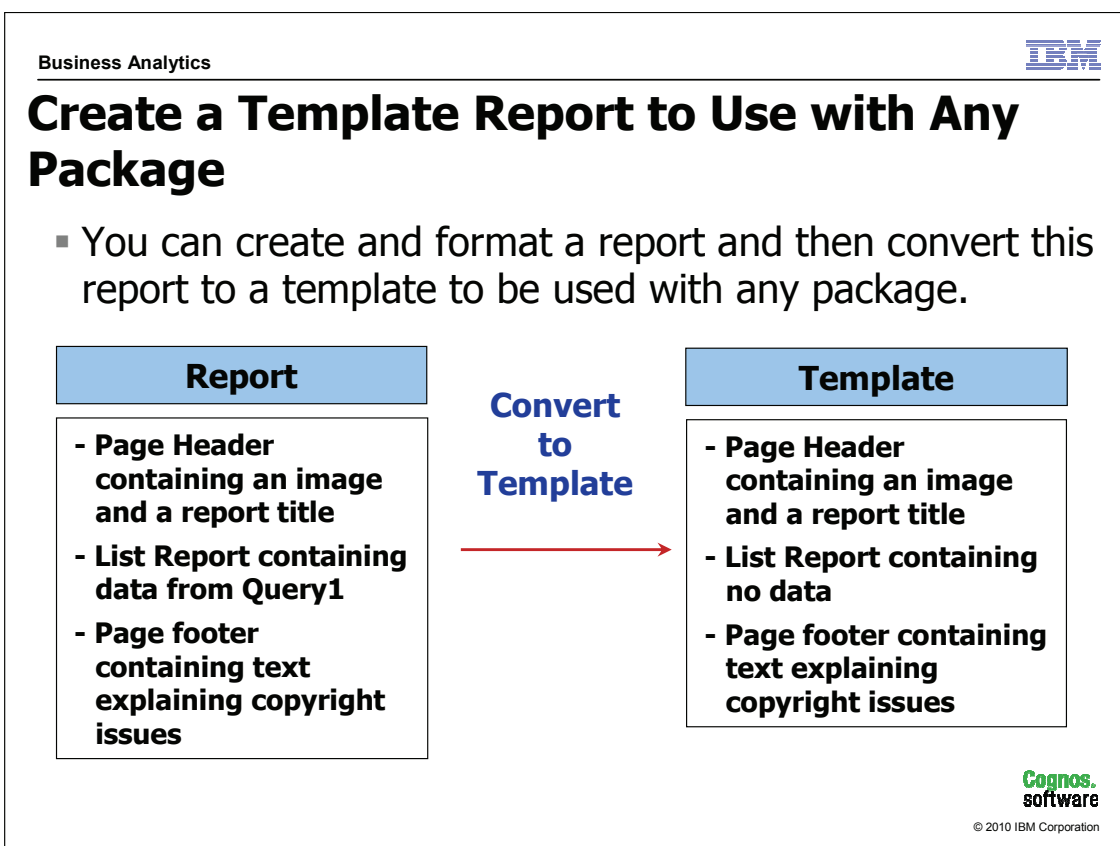 Business Analytics
IBM
Create a Template Report to Use with Any
Package
▪ You can create and format a report and then convert this
report to a template to be used with any package.
Report
- Page Header
containing an image
and a report title
- List Report containing
data from Query1
- Page footer
containing text
explaining copyright
issues
Convert
to
Template
Template
- Page Header
containing an image
and a report title
- List Report containing
no data
- Page footer containing
text explaining
copyright issues
Cognos.
software
© 2010 IBM Corporation